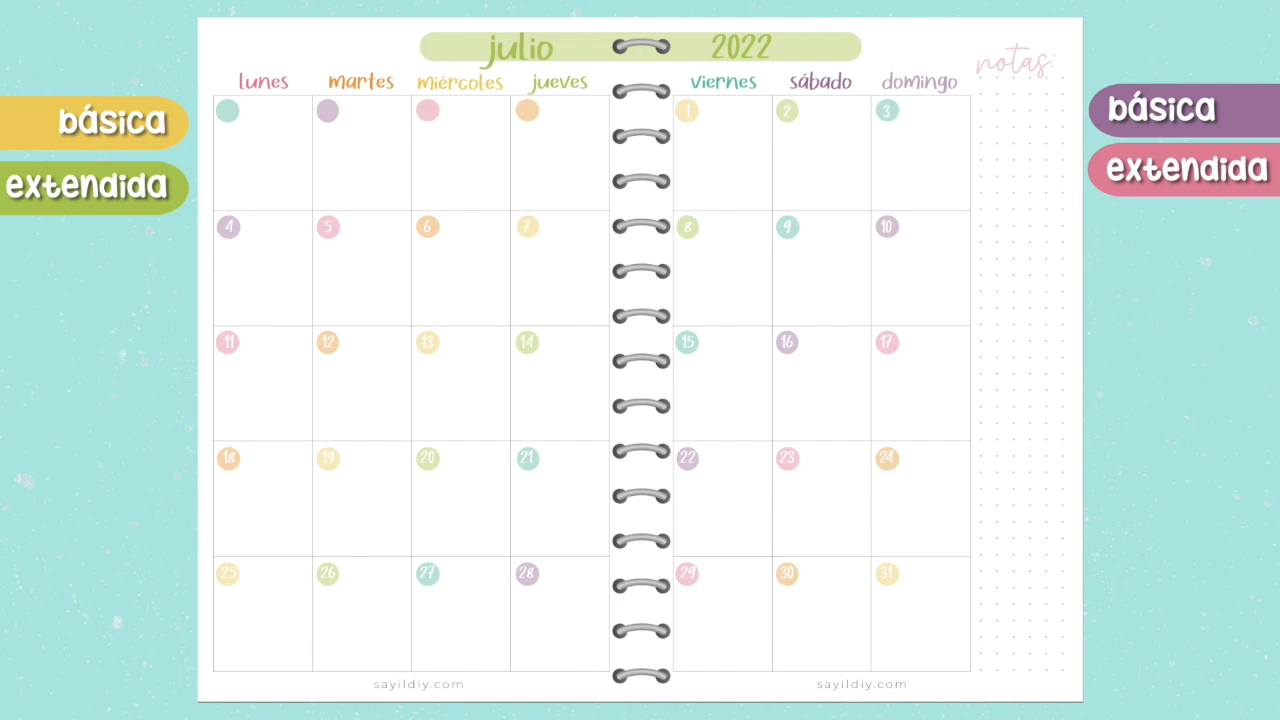 julio 2022
lunes martes miércoles jueves viernes sábado domingo notas:
básica básica
extendida extendida
1 2 3
4 5 6 7 8 9 10
11 12 13 14 15 16 17
18 19 20 21 22 23 24
25 26 27 28 29 30 31
sayildiy.com sayildiy.com